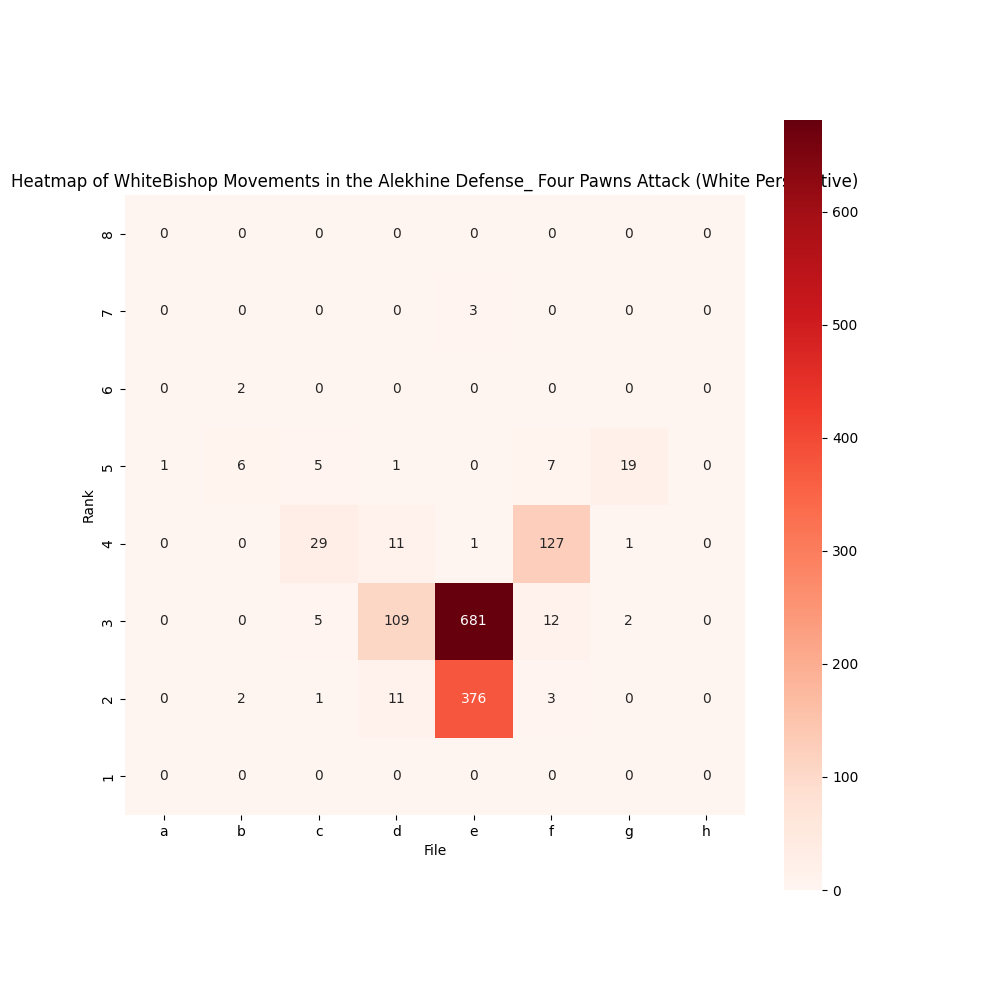 Heatmap of WhiteBishop Movements in the Alekhine Defense_ Four Pawns Attack (White Pers tive)
8 0 0 0 0 0 0 0 0
7 0 0 0 0 3 0 0 0
6 0 2 0 0 0 0 0 0
5 1 6 5 1 0 7 19 0
4 0 0 29 11 1 127 1 0
3 0 0 5 109 681 12 2 0
2 0 2 1 11 376 3 0 0
1 0 0 0 0 0 0 0 0
a b c d e f g h
File
Rank
600
500
400
300
200
100
0